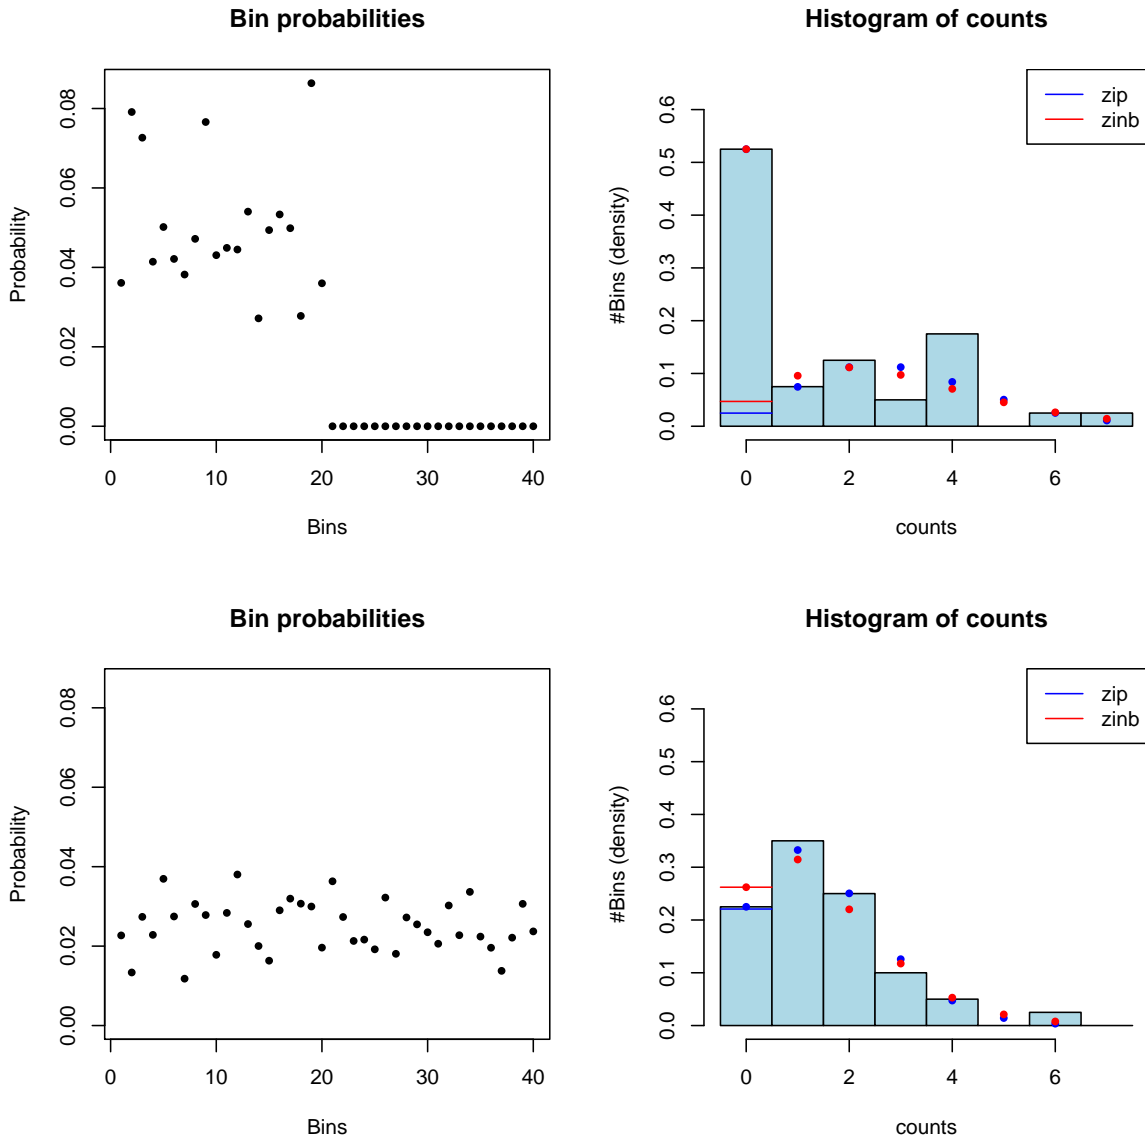 Bin probabilities
Probability
0.00 0.02 0.04 0.06 0.08
0 10 20 30 40
Bins
Histogram of counts
zip
zinb
#Bins (density)
0.0 0.1 0.2 0.3 0.4 0.5 0.6
0 2 4 6
counts
Bin probabilities
Probability
0.00 0.02 0.04 0.06 0.08
0 10 20 30 40
Bins
Histogram of counts
zip
zinb
#Bins (density)
0.0 0.1 0.2 0.3 0.4 0.5 0.6
0 2 4 6
counts